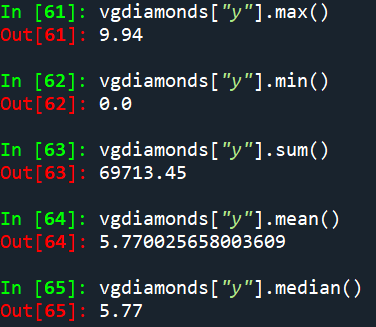 In [61]: vgdiamonds["y"].max()
Out[61]: 9.94
In [62]: vgdiamonds["y"].min()
Out[62]: 0.0
In [63]: vgdiamonds["y"].sum()
Out[63]: 69713.45
In [64]: vgdiamonds["y"].mean()
Out[64]: 5.770025658003609
In [65]: vgdiamonds["y"].median()
Out[65]: 5.77